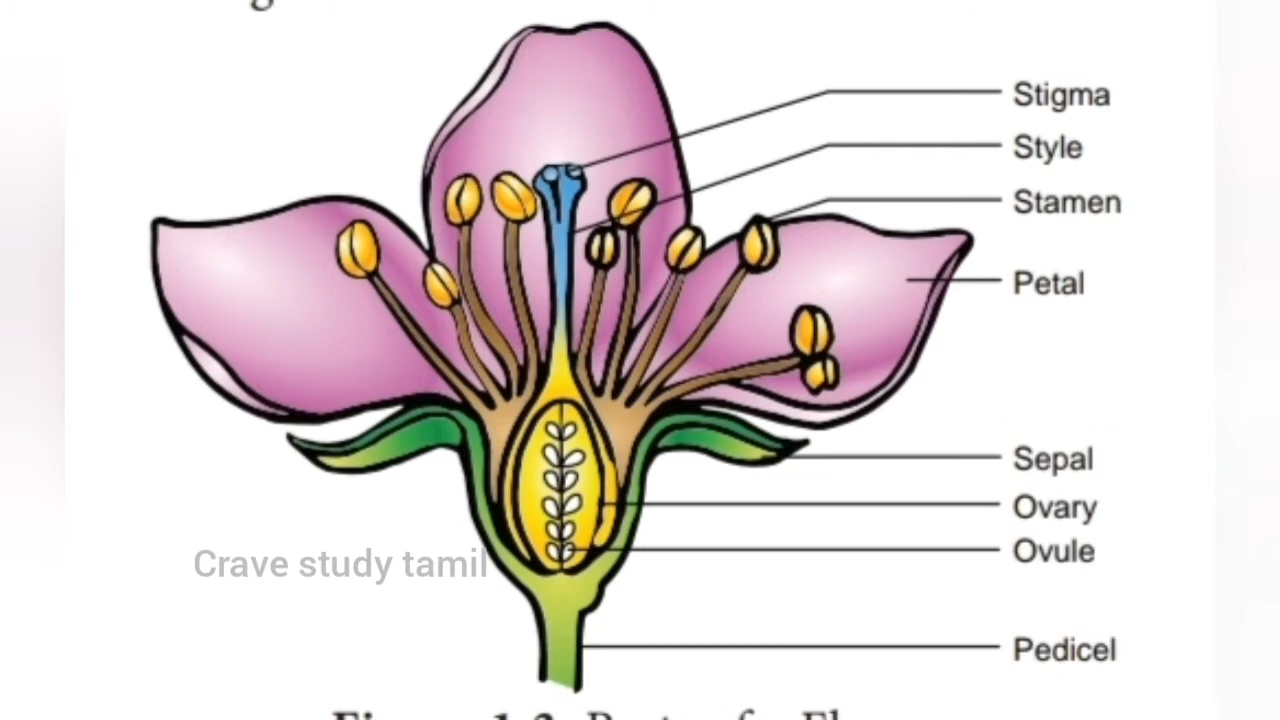 Stigma
Style
Stamen
Petal
Sepal
Ovary
Ovule
Crave study tamil
Pedicel